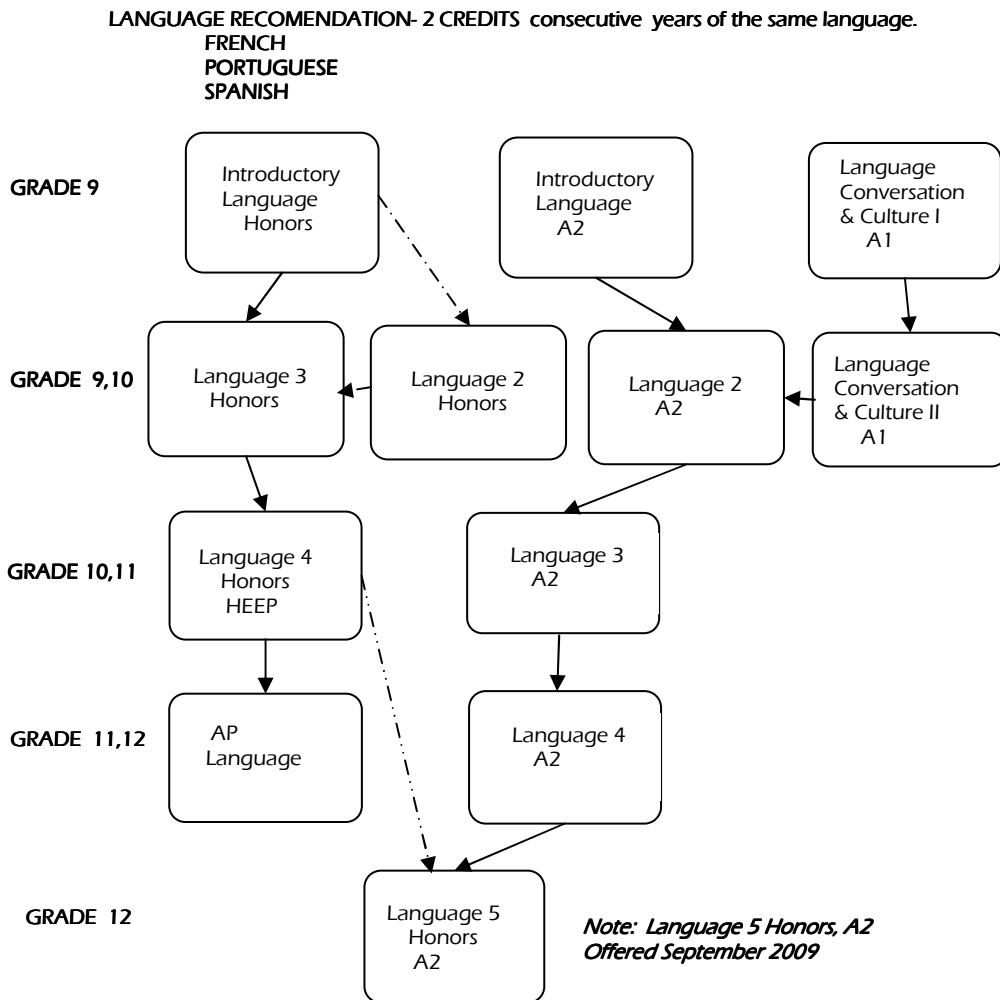 LANGUAGE RECOMENDATION- 2 CREDITS consecutive years of the same language.
FRENCH
PORTUGUESE
SPANISH
GRADE 9
Introductory
Language
Honors
Introductory
Language
A2
Language
Conversation
& Culture I
A1
GRADE 9,10
Language 3
Honors
Language 2
Honors
Language 2
A2
Language
Conversation
& Culture II
A1
GRADE 10,11
Language 4
Honors
HEEP
Language 3
A2
GRADE 11,12
AP
Language
Language 4
A2
GRADE 12
Language 5
Honors
A2
Note: Language 5 Honors, A2
Offered September 2009